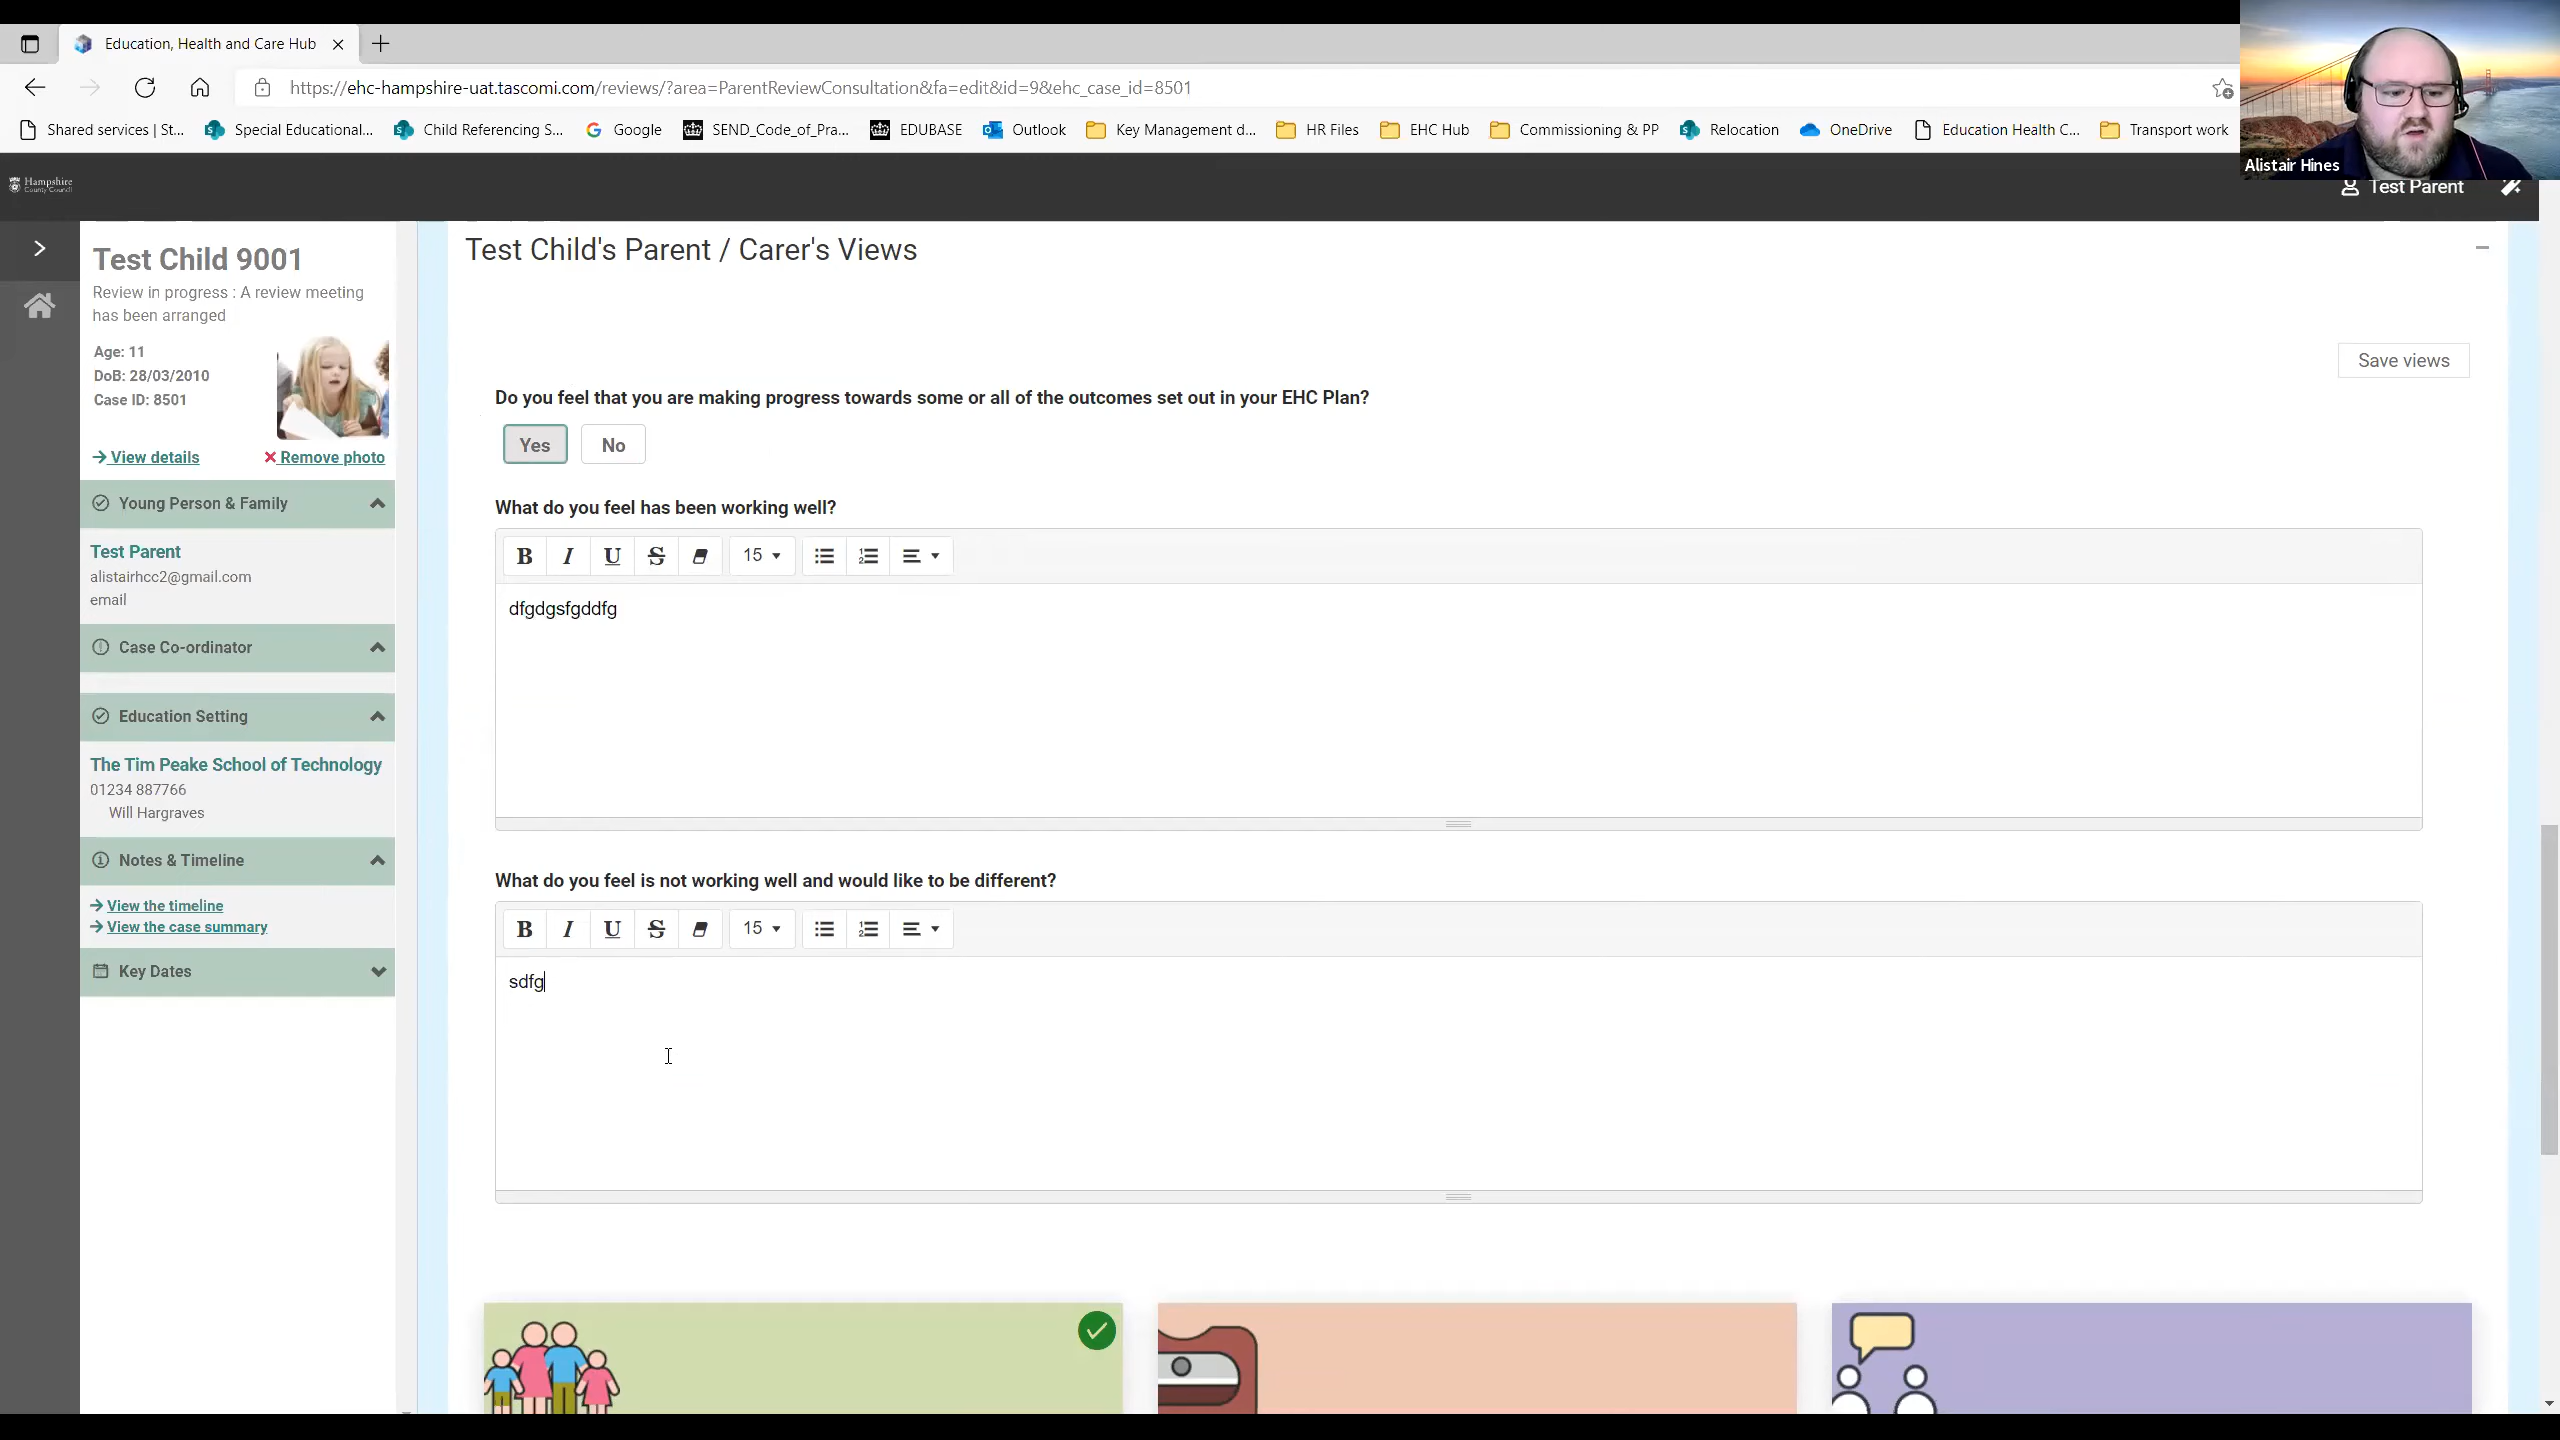 Education, Health and Care Hub
https://ehc-hampshire-uat.tascomi.com/reviews/?area=ParentReviewConsultation&fa=edit&id=9&ehc_case_id=8501
Shared services | St...
Special Educational...
Child Referencing S...
Google
SEND_Code_of_Pra...
EDUBASE
Outlook
Key Management d...
HR Files
EHC Hub
Commissioning & PP
Relocation
OneDrive
Education Health C...
Transport work
Alistair Hines
Hampshire
County Council
Test Parent
Test Child 9001
Review in progress : A review meeting
has been arranged
Age: 11
DoB: 28/03/2010
Case ID: 8501
View details
Remove photo
Young Person & Family
Test Parent
alistairhcc2@gmail.com
email
Case Co-ordinator
Education Setting
The Tim Peake School of Technology
01234 887766
Will Hargraves
Notes & Timeline
View the timeline
View the case summary
Key Dates
Test Child's Parent / Carer's Views
Save views
Do you feel that you are making progress towards some or all of the outcomes set out in your EHC Plan?
Yes No
What do you feel has been working well?
B I U S 15
dfgdgsfgddfg
What do you feel is not working well and would like to be different?
B I U S 15
sdfg